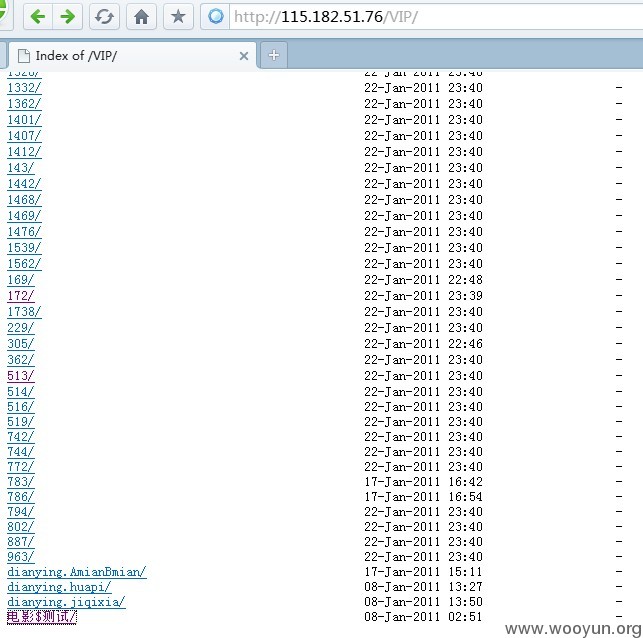 http://115.182.51.76/VIP/
Index of /VIP/
1332/ 22-Jan-2011 23:40 -
1362/ 22-Jan-2011 23:40 -
1401/ 22-Jan-2011 23:40 -
1407/ 22-Jan-2011 23:40 -
1412/ 22-Jan-2011 23:40 -
143/ 22-Jan-2011 23:40 -
1442/ 22-Jan-2011 23:40 -
1468/ 22-Jan-2011 23:40 -
1469/ 22-Jan-2011 23:40 -
1476/ 22-Jan-2011 23:40 -
1539/ 22-Jan-2011 23:40 -
1562/ 22-Jan-2011 23:40 -
169/ 22-Jan-2011 22:48 -
172/ 22-Jan-2011 23:39 -
1738/ 22-Jan-2011 23:40 -
229/ 22-Jan-2011 23:40 -
305/ 22-Jan-2011 22:46 -
362/ 22-Jan-2011 23:40 -
513/ 22-Jan-2011 23:40 -
514/ 22-Jan-2011 23:40 -
516/ 22-Jan-2011 23:40 -
519/ 22-Jan-2011 23:40 -
742/ 22-Jan-2011 23:40 -
744/ 22-Jan-2011 23:40 -
772/ 22-Jan-2011 23:40 -
783/ 17-Jan-2011 16:42 -
786/ 17-Jan-2011 16:54 -
794/ 22-Jan-2011 23:40 -
802/ 22-Jan-2011 23:40 -
887/ 22-Jan-2011 23:40 -
963/ 22-Jan-2011 23:40 -
dianying.AmianBmian/ 17-Jan-2011 15:11 -
dianying.huapi/ 08-Jan-2011 13:27 -
dianying.jiqixia/ 08-Jan-2011 13:50 -
电影$测试/ 08-Jan-2011 02:51 -
www.wooyun.org